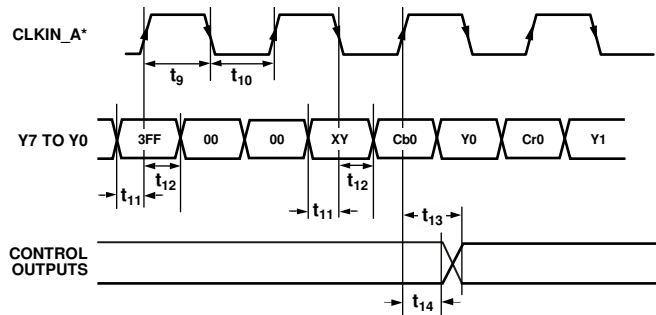 CLKIN_A*
t9
t10
Y7 TO Y0
3FF
00
00
XY
Cb0
Y0
Cr0
Y1
t12
t12
t11
t11
t13
CONTROL
OUTPUTS
t14